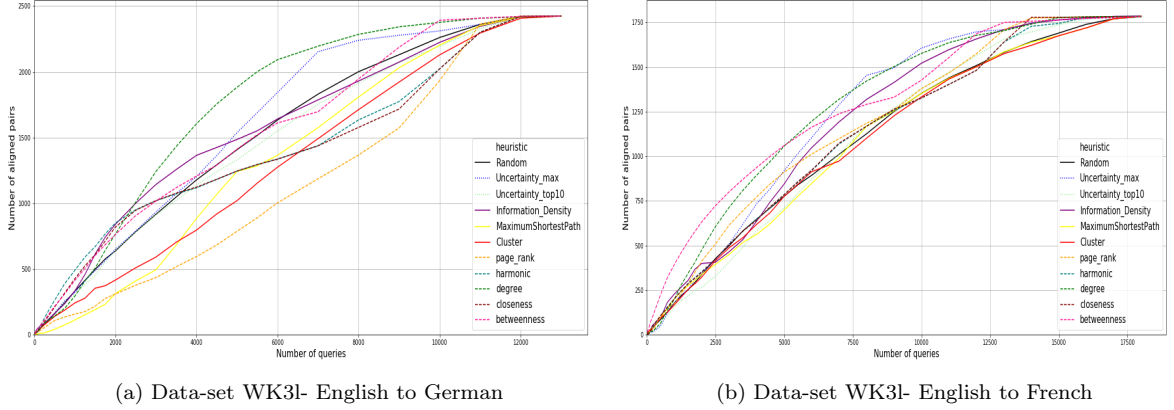 2500
2000
1500
1000
500
0
Number of aligned pairs
0 2000 4000 6000 8000 10000 12000
Number of queries
heuristic
Random
Uncertainty_max
Uncertainty_top10
Information_Density
MaximumShortestPath
Cluster
page_rank
harmonic
degree
closeness
betweenness
(a) Data-set WK3l- English to German
1750
1500
1250
1000
750
500
250
0
Number of aligned pairs
0 2500 5000 7500 10000 12500 15000 17500
Number of queries
heuristic
Random
Uncertainty_max
Uncertainty_top10
Information_Density
MaximumShortestPath
Cluster
page_rank
harmonic
degree
closeness
betweenness
(b) Data-set WK3l- English to French